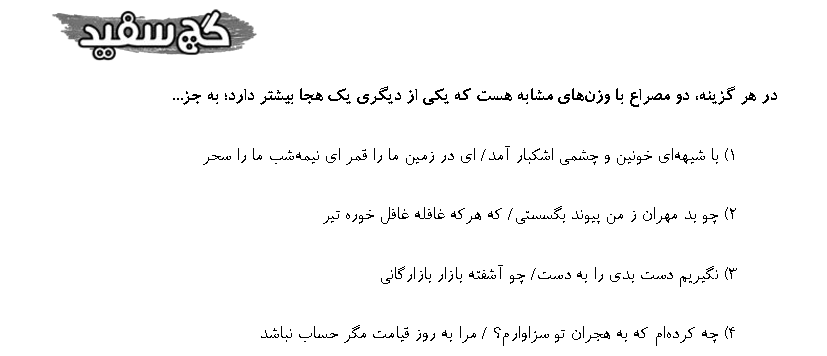 گچ سفید
در هر گزینه، دو مصراع با وزن‌های مشابه هست که یکی از دیگری یک هجا بیشتر دارد؛ به جز...
۱) با شیهه‌ای خونین و چشمی اشکبار آمد/ ای در زمین ما را قمر ای نیمه‌شب ما را سحر
۲) چو بد مهران ز من پیوند بگسستی/ که هرکه غافله غافل خوره تیر
۳) نگیریم دست بدی را به دست/ چو آشفته بازار بازارگانی
۴) چه کرده‌ام که به هجران تو سزاوارم؟ / مرا به روز قیامت مگر حساب نباشد